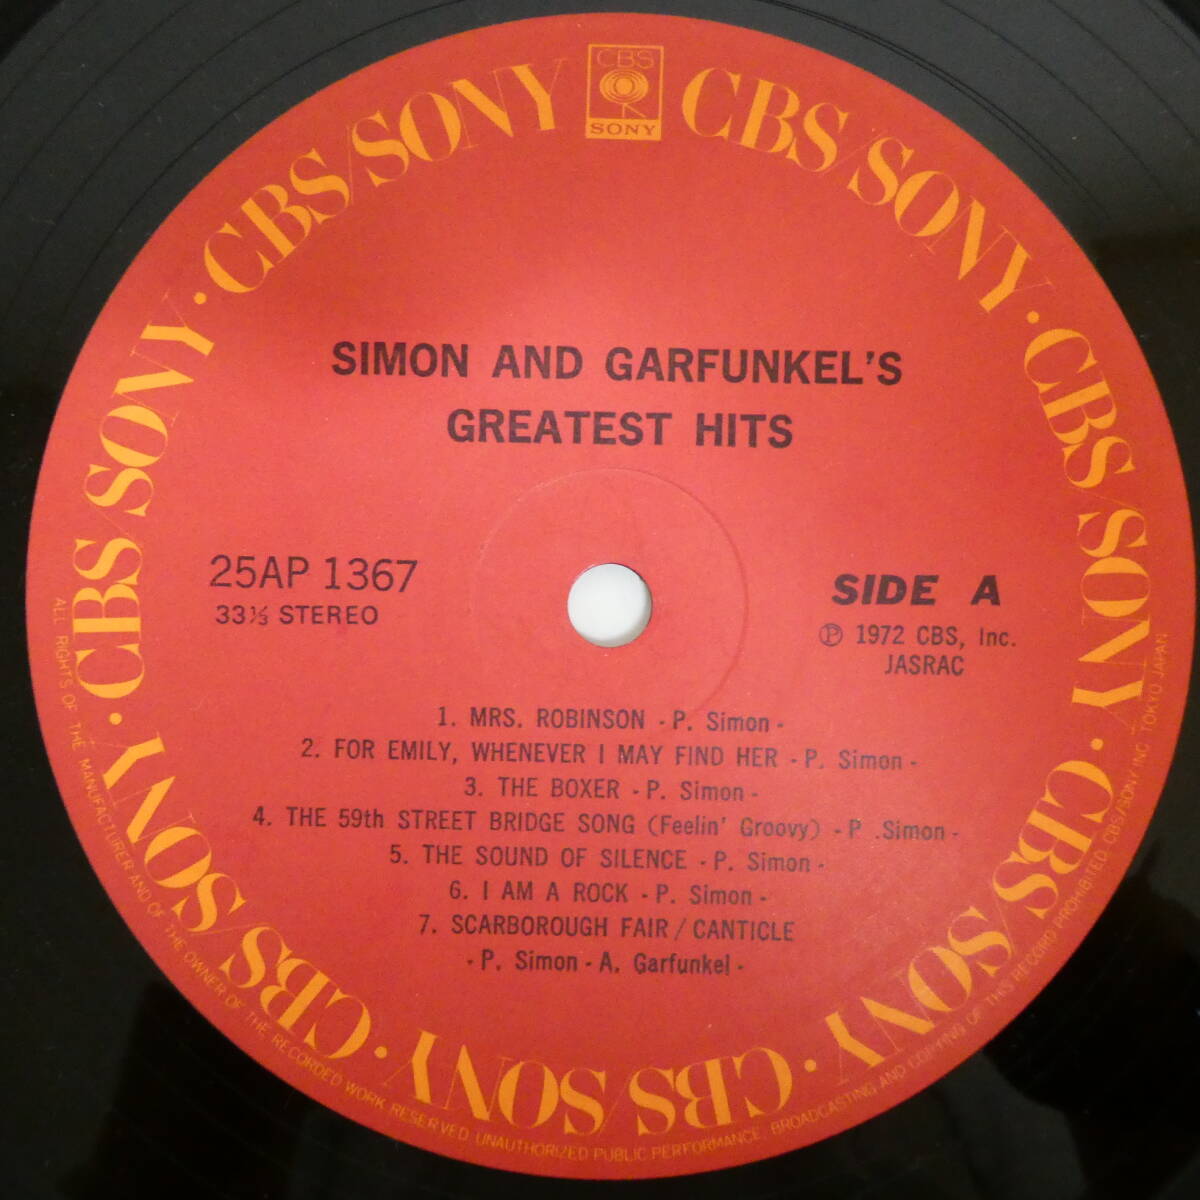 CBS
SONY
CBS/SONY · CBS/SONY · CBS/SONY · CBS/SONY · CBS/SONY · CBS/SONY · CBS/SONY · CBS/SONY
SIMON AND GARFUNKEL'S
GREATEST HITS
25AP 1367
33⅓ STEREO
SIDE A
Ⓟ 1972 CBS, Inc.
JASRAC
1. MRS. ROBINSON - P. Simon -
2. FOR EMILY, WHENEVER I MAY FIND HER - P. Simon -
3. THE BOXER - P. Simon -
4. THE 59th STREET BRIDGE SONG (Feelin' Groovy) - P .Simon -
5. THE SOUND OF SILENCE - P. Simon -
6. I AM A ROCK - P. Simon -
7. SCARBOROUGH FAIR / CANTICLE
- P. Simon - A. Garfunkel -
ALL RIGHTS OF THE MANUFACTURER AND OF THE OWNER OF THE RECORDED WORK RESERVED UNAUTHORIZED PUBLIC PERFORMANCE, BROADCASTING AND COPYING OF THIS RECORD PROHIBITED CBS/SONY INC TOKYO JAPAN